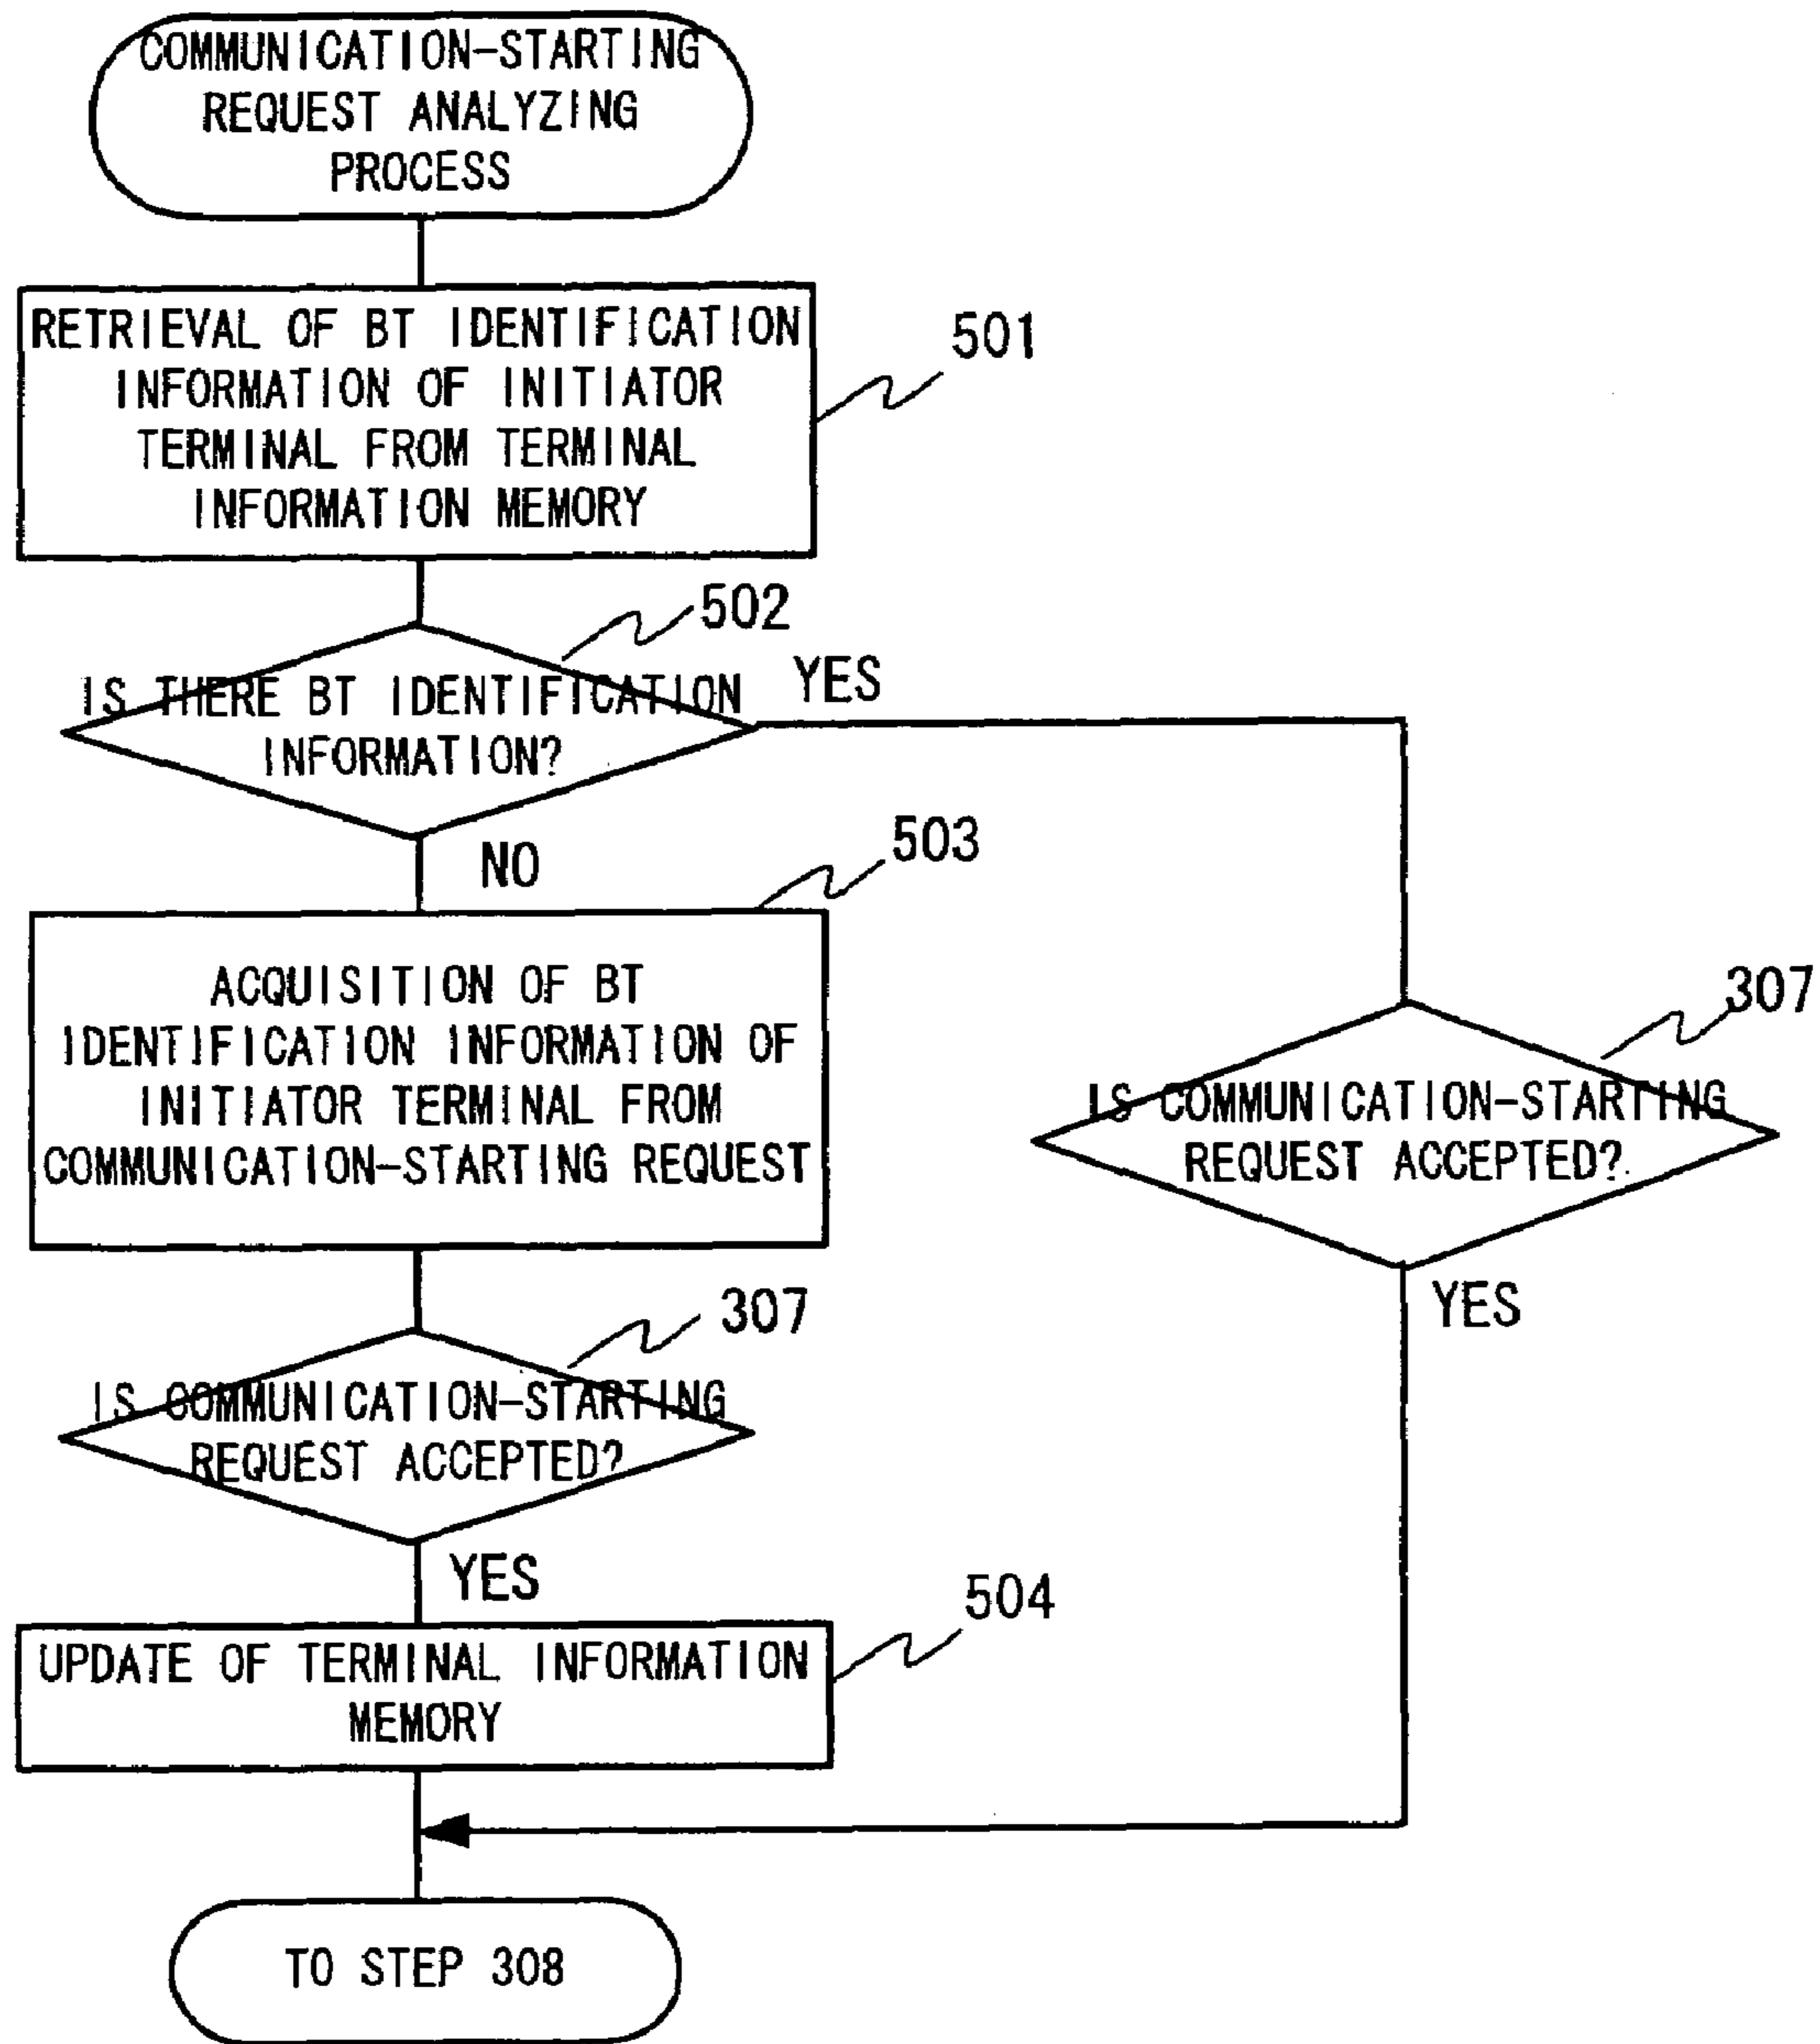 COMMUNICATION-STARTING
REQUEST ANALYZING
PROCESS
RETRIEVAL OF BT IDENTIFICATION
INFORMATION OF INITIATOR
TERMINAL FROM TERMINAL
INFORMATION MEMORY
501
502
IS THERE BT IDENTIFICATION
INFORMATION?
YES
NO
503
ACQUISITION OF BT
IDENTIFICATION INFORMATION OF
INITIATOR TERMINAL FROM
COMMUNICATION-STARTING REQUEST
307
IS COMMUNICATION-STARTING
REQUEST ACCEPTED?
YES
307
IS COMMUNICATION-STARTING
REQUEST ACCEPTED?
YES
504
UPDATE OF TERMINAL INFORMATION
MEMORY
TO STEP 308